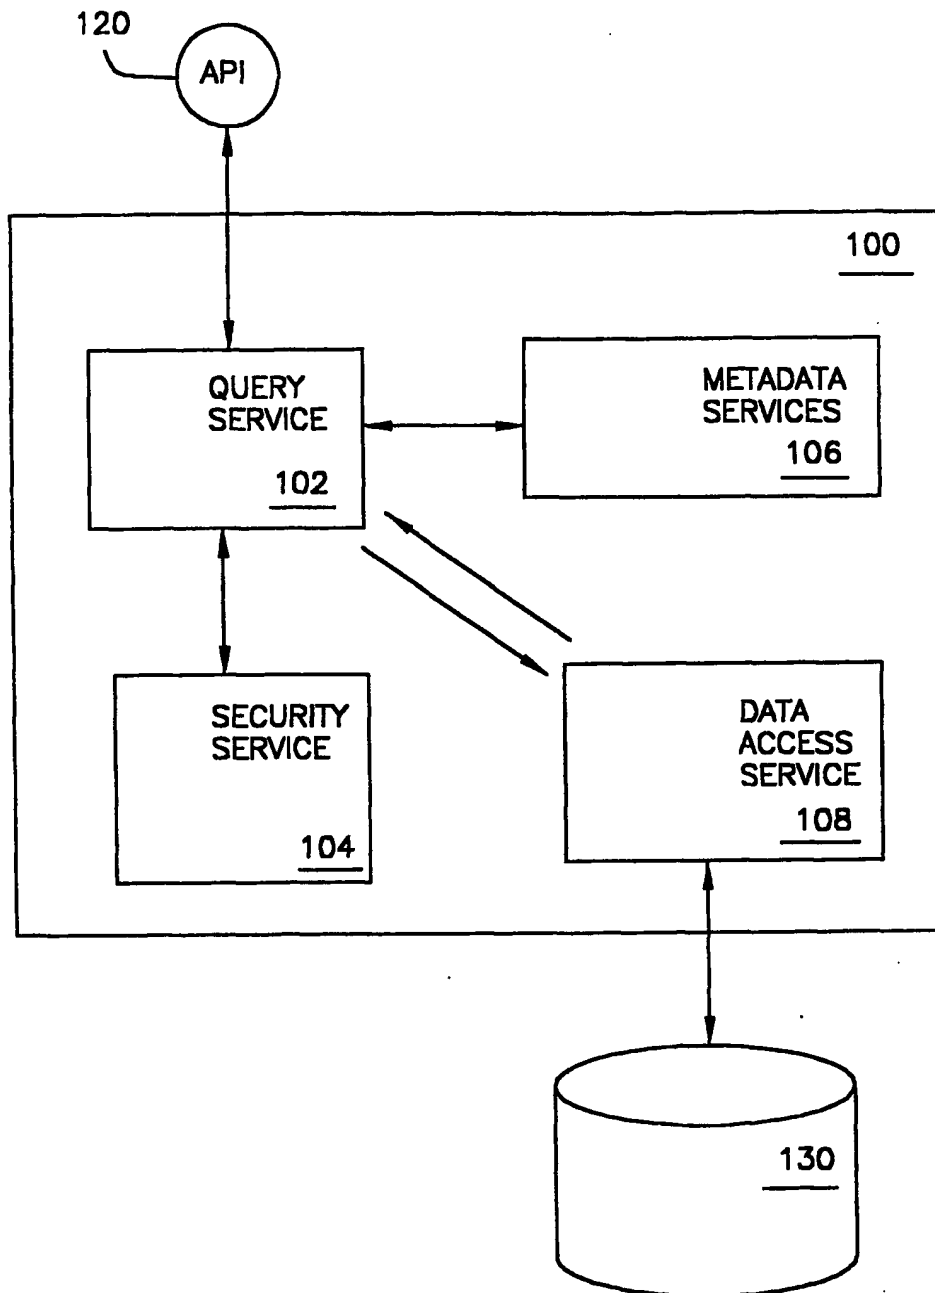 120
API
100
QUERY
SERVICE
102
METADATA
SERVICES
106
SECURITY
SERVICE
104
DATA
ACCESS
SERVICE
108
130